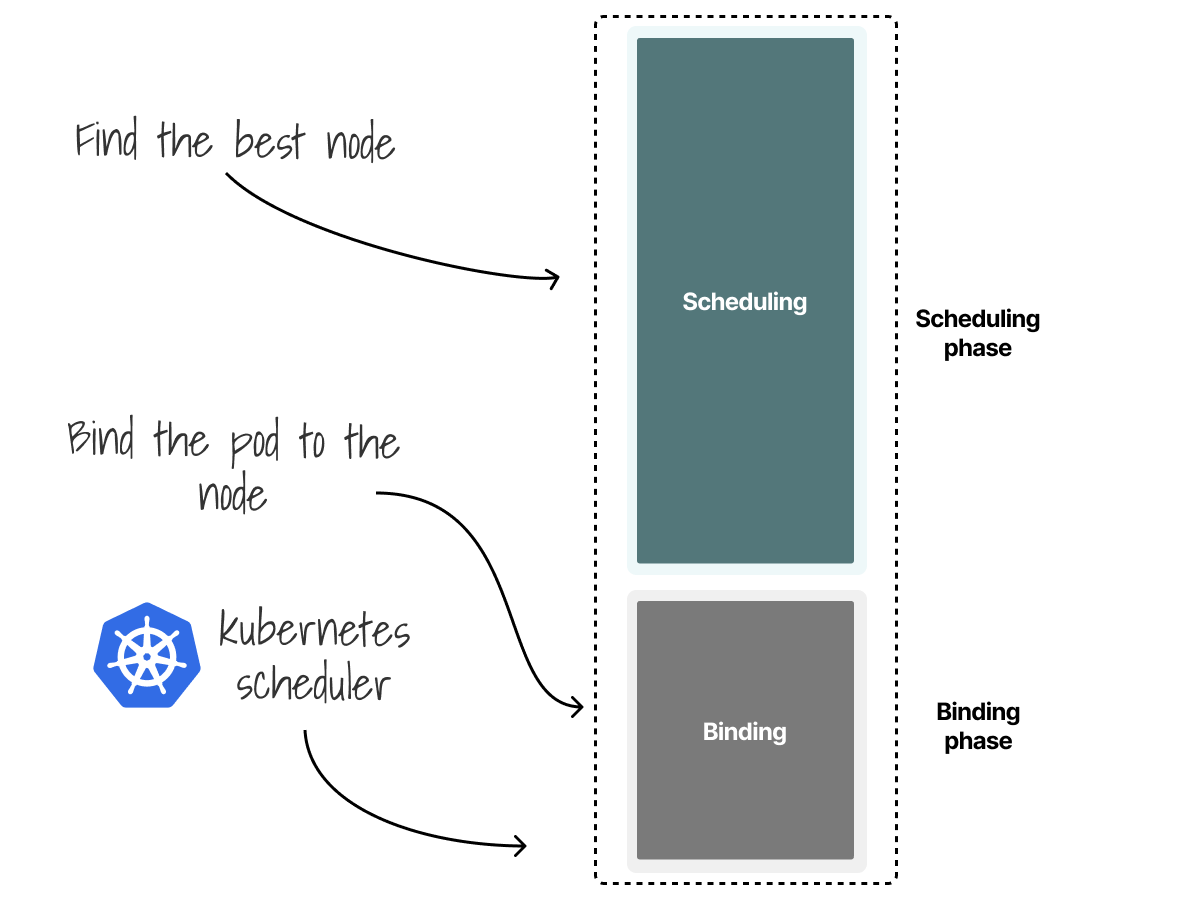 Find the best node
Scheduling
Scheduling
phase
Bind the pod to the
node
Kubernetes
scheduler
Binding
Binding
phase